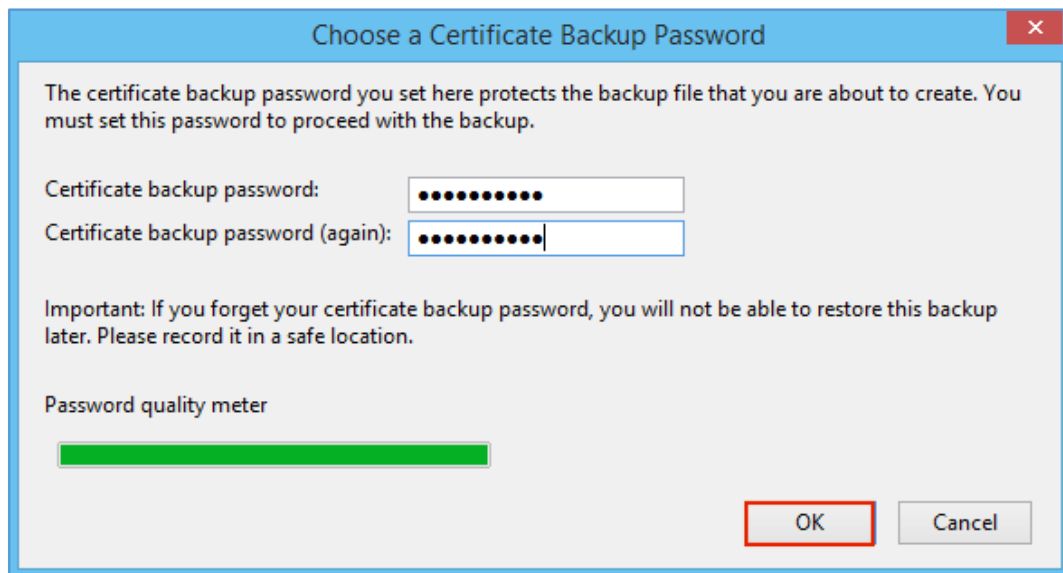 Choose a Certificate Backup Password
The certificate backup password you set here protects the backup file that you are about to create. You
must set this password to proceed with the backup.
Certificate backup password:
Certificate backup password (again):
Important: If you forget your certificate backup password, you will not be able to restore this backup
later. Please record it in a safe location.
Password quality meter
OK Cancel